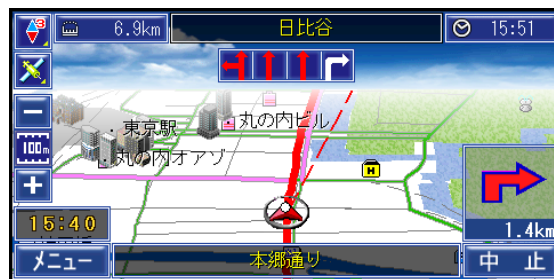 3
6.9km
日比谷
15:51
東京駅
丸の内ビル
丸の内オアゾ
100m
H
15:40
1.4km
メニュー
本郷通り
中 止